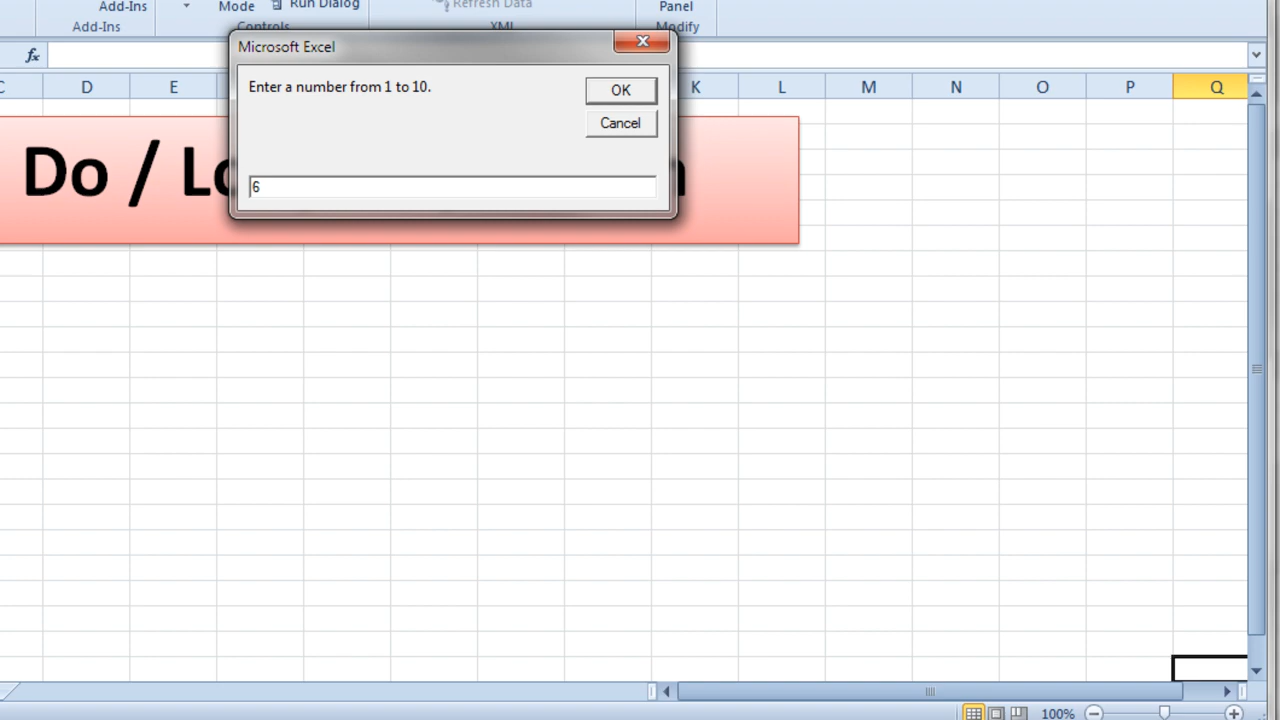 Add-Ins Mode Run Dialog Refresh Data Panel
Add-Ins Controls XML Modify
Microsoft Excel
fx
Enter a number from 1 to 10.
OK
C D E K L M N O P Q
Cancel
Do / Lo
6
100%